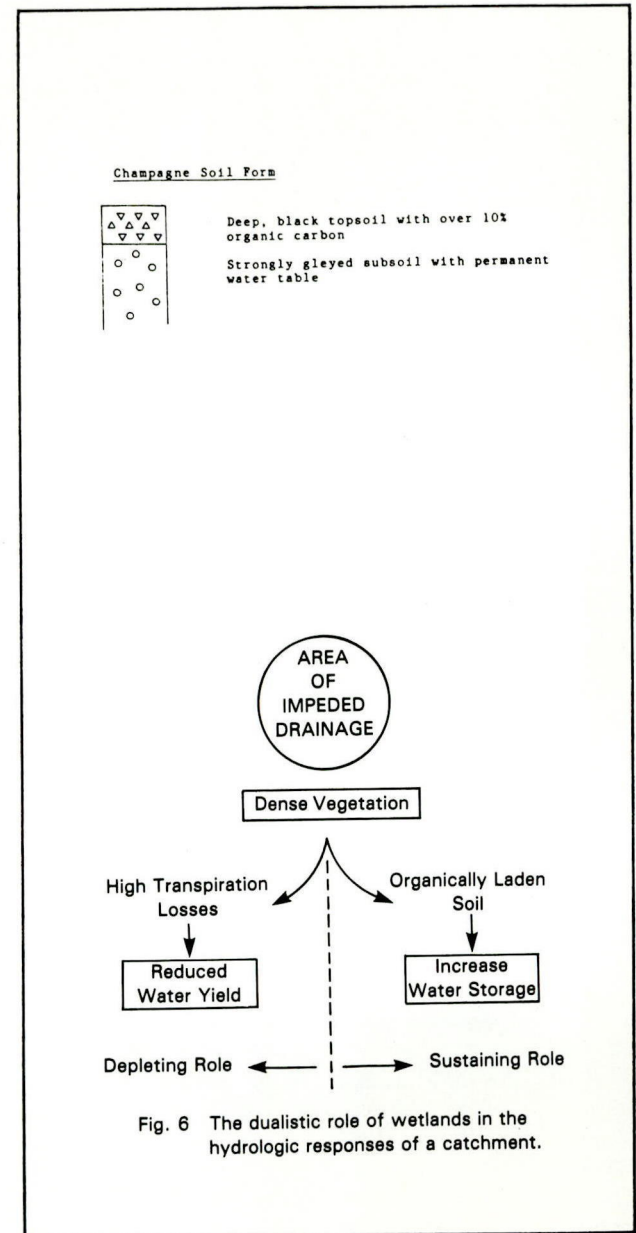 Champagne Soil Form
Deep, black topsoil with over 10%
organic carbon
Strongly gleyed subsoil with permanent
water table
AREA
OF
IMPEDED
DRAINAGE
Dense Vegetation
High Transpiration
Losses
Organically Laden
Soil
Reduced
Water Yield
Increase
Water Storage
Depleting Role
Sustaining Role
Fig. 6 The dualistic role of wetlands in the
hydrologic responses of a catchment.